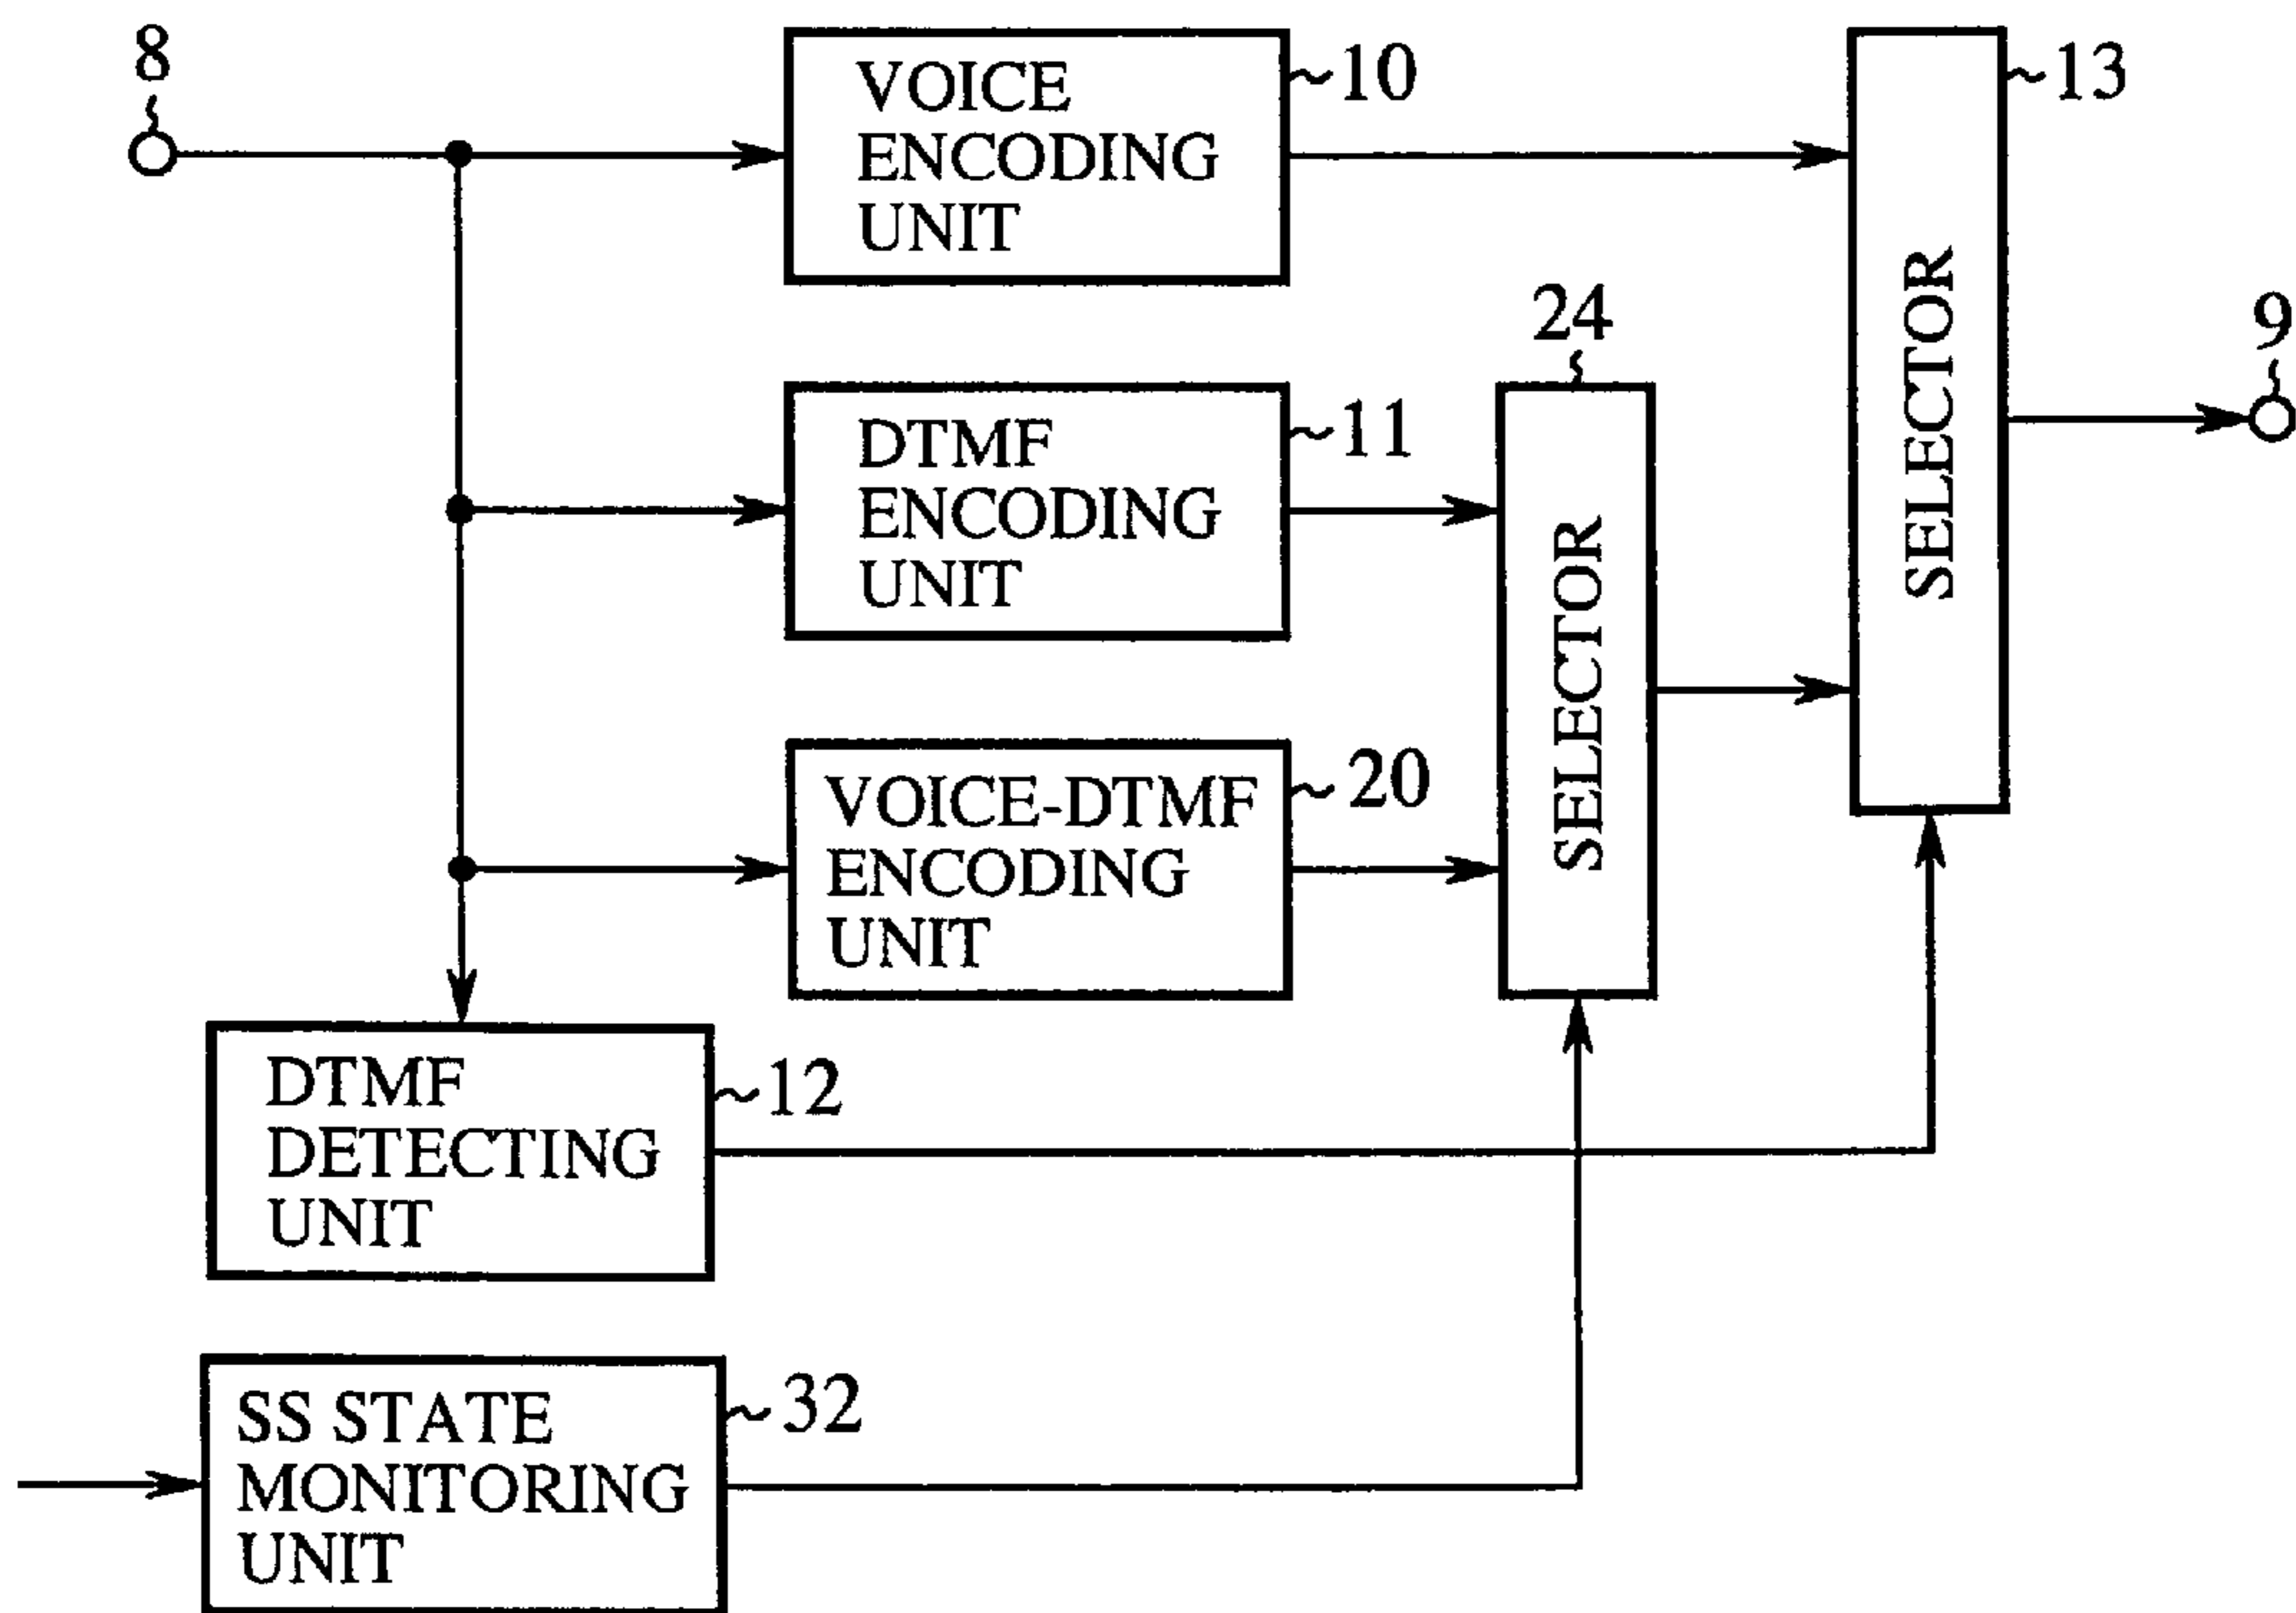 8
VOICE
ENCODING
UNIT
10
13
SELECTOR
9
24
DTMF
ENCODING
UNIT
11
SELECTOR
VOICE-DTMF
ENCODING
UNIT
20
DTMF
DETECTING
UNIT
12
SS STATE
MONITORING
UNIT
32